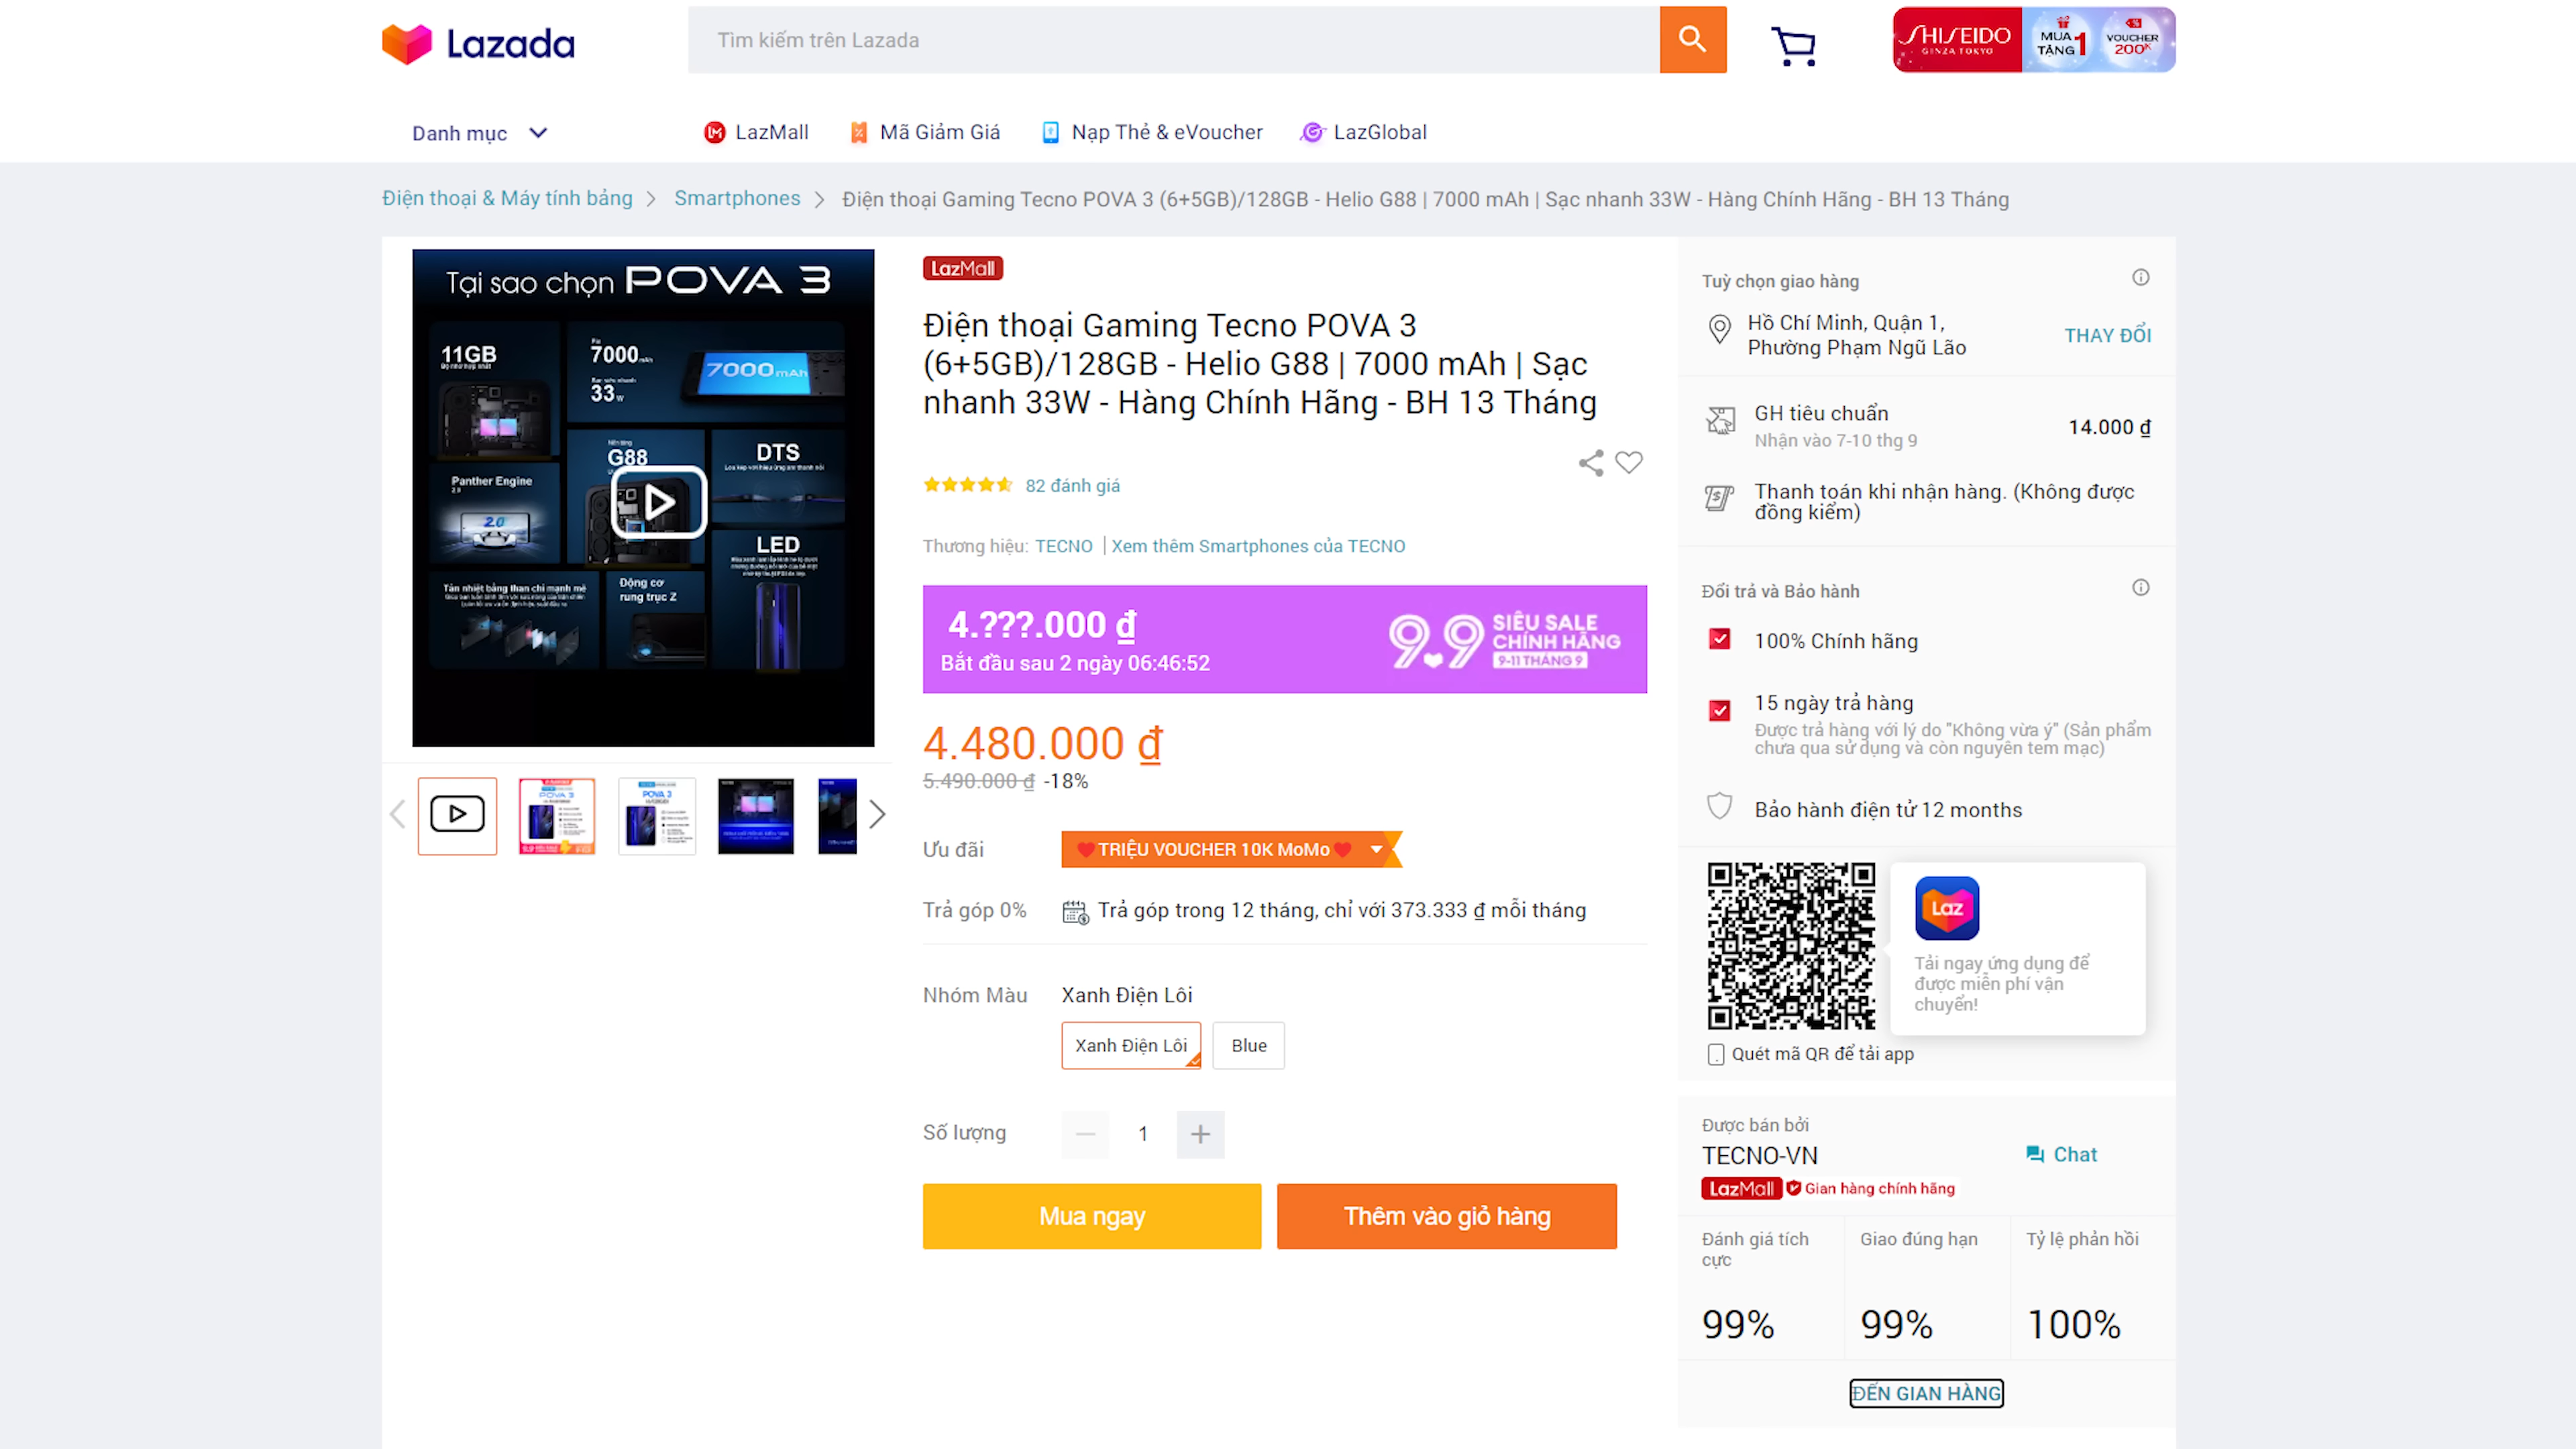 Lazada
Tìm kiếm trên Lazada
SHISEIDO
GINZA TOKYO
MUA 1
TẶNG
VOUCHER
200K
Danh mục
LazMall
Mã Giảm Giá
Nạp Thẻ & eVoucher
LazGlobal
Điện thoại & Máy tính bảng
Smartphones
Điện thoại Gaming Tecno POVA 3 (6+5GB)/128GB - Helio G88 | 7000 mAh | Sạc nhanh 33W - Hàng Chính Hãng - BH 13 Tháng
Tại sao chọn POVA 3
11GB
Pin
7000mAh
33W
7000mAh
G88
DTS
Panther Engine
2.0
2.0
LED
Tản nhiệt bằng than chì mạnh mẽ
Động cơ
rung trục Z
POVA 3
POVA 3
LazMall
Điện thoại Gaming Tecno POVA 3
(6+5GB)/128GB - Helio G88 | 7000 mAh | Sạc
nhanh 33W - Hàng Chính Hãng - BH 13 Tháng
82 đánh giá
Thương hiệu: TECNO | Xem thêm Smartphones của TECNO
4.???.000 ₫
Bắt đầu sau 2 ngày 06:46:52
9.9
SIÊU SALE
CHÍNH HÃNG
9-11 THÁNG 9
4.480.000 ₫
5.490.000 ₫ -18%
Ưu đãi
TRIỆU VOUCHER 10K MoMo
Trả góp 0%
Trả góp trong 12 tháng, chỉ với 373.333 ₫ mỗi tháng
Nhóm Màu
Xanh Điện Lôi
Xanh Điện Lôi
Blue
Số lượng
1
Mua ngay
Thêm vào giỏ hàng
Tuỳ chọn giao hàng
Hồ Chí Minh, Quận 1,
Phường Phạm Ngũ Lão
THAY ĐỔI
GH tiêu chuẩn
Nhận vào 7-10 thg 9
14.000 ₫
Thanh toán khi nhận hàng. (Không được
đồng kiểm)
Đổi trả và Bảo hành
100% Chính hãng
15 ngày trả hàng
Được trả hàng với lý do "Không vừa ý" (Sản phẩm
chưa qua sử dụng và còn nguyên tem mạc)
Bảo hành điện tử 12 months
Laz
Tải ngay ứng dụng để
được miễn phí vận
chuyển!
Quét mã QR để tải app
Được bán bởi
TECNO-VN
Chat
LazMall
Gian hàng chính hãng
Đánh giá tích
cực
Giao đúng hạn
Tỷ lệ phản hồi
99%
99%
100%
ĐẾN GIAN HÀNG